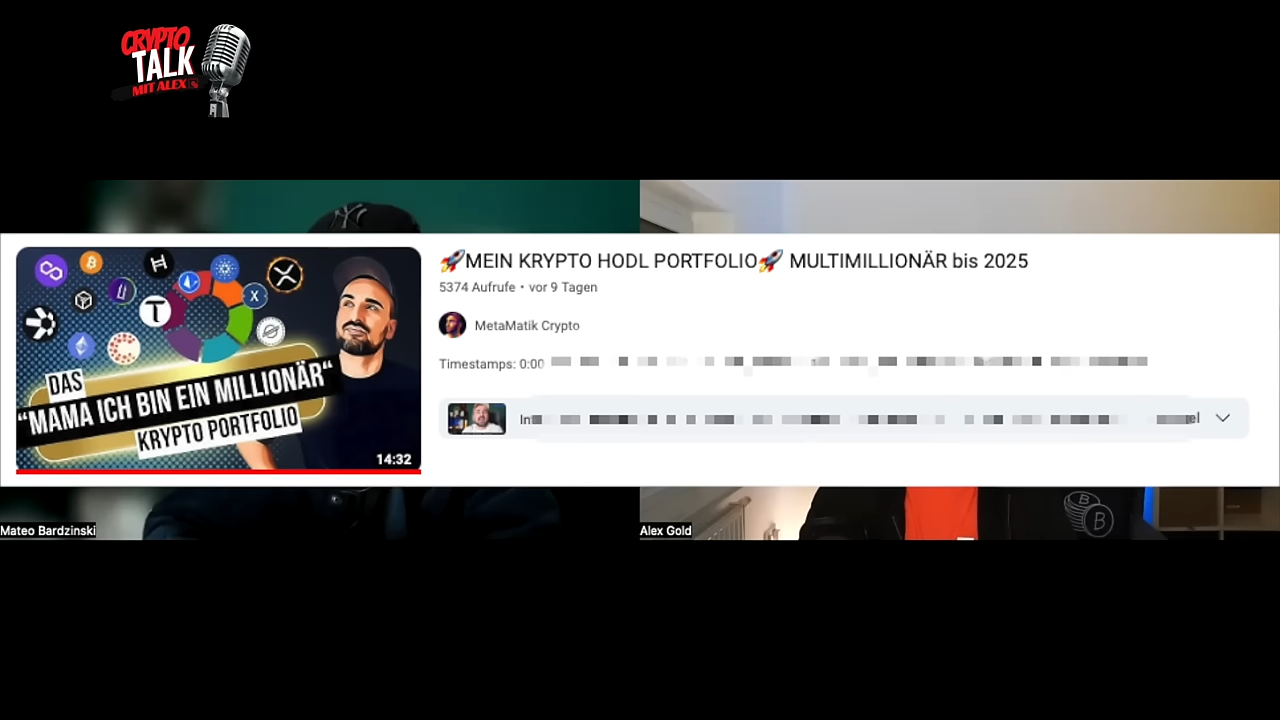 CRYPTO
TALK
MIT ALEX
🚀MEIN KRYPTO HODL PORTFOLIO🚀 MULTIMILLIONÄR bis 2025
5374 Aufrufe • vor 9 Tagen
MetaMatik Crypto
Timestamps: 0:00
DAS
“MAMA ICH BIN EIN MILLIONÄR“
KRYPTO PORTFOLIO
14:32
Mateo Bardzinski
Alex Gold